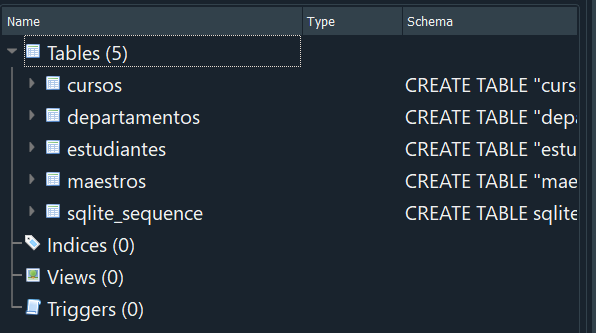 Name Type Schema
Tables (5)
cursos CREATE TABLE "curs
departamentos CREATE TABLE "depa
estudiantes CREATE TABLE "estu
maestros CREATE TABLE "mae
sqlite_sequence CREATE TABLE sqlite
Indices (0)
Views (0)
Triggers (0)